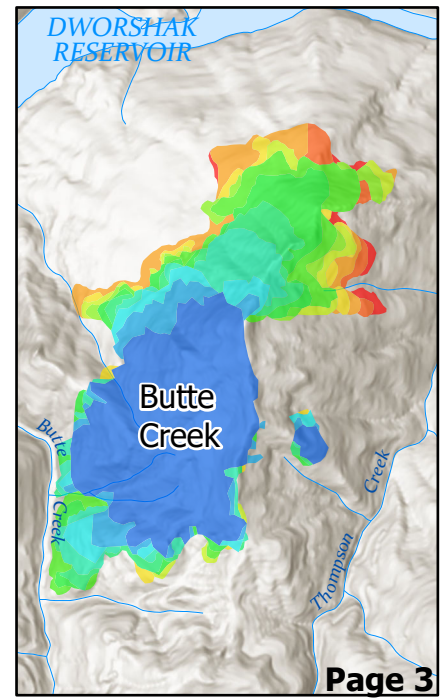 DWORSHAK
RESERVOIR
Butte
Creek
Butte
Creek
Thompson
Creek
Page 3